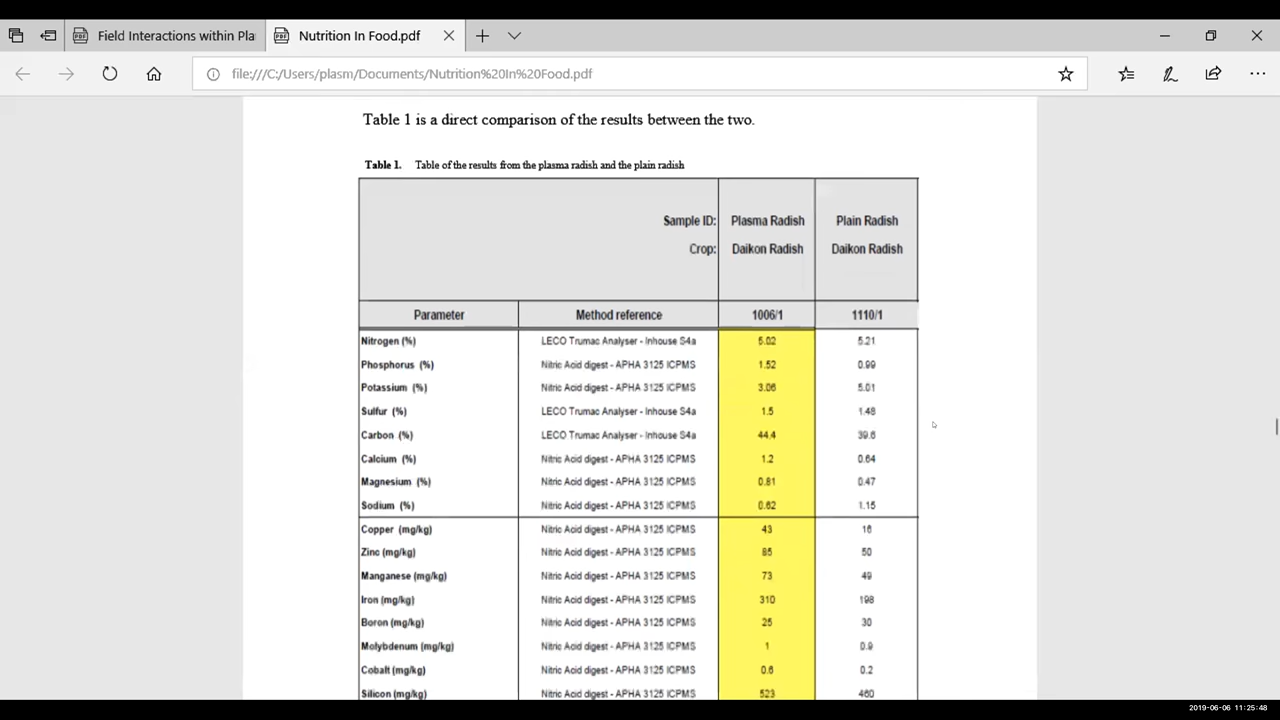 Field Interactions within Pla
Nutrition In Food.pdf
file:///C:/Users/plasm/Documents/Nutrition%20In%20Food.pdf
Table 1 is a direct comparison of the results between the two.
Table 1. Table of the results from the plasma radish and the plain radish
Sample ID: Plasma Radish Plain Radish
Crop: Daikon Radish Daikon Radish
Parameter Method reference 1006/1 1110/1
Nitrogen (%) LECO Trumac Analyser - Inhouse S4a 5.02 5.21
Phosphorus (%) Nitric Acid digest - APHA 3125 ICPMS 1.52 0.99
Potassium (%) Nitric Acid digest - APHA 3125 ICPMS 3.06 5.01
Sulfur (%) LECO Trumac Analyser - Inhouse S4a 1.5 1.48
Carbon (%) LECO Trumac Analyser - Inhouse S4a 44.4 39.6
Calcium (%) Nitric Acid digest - APHA 3125 ICPMS 1.2 0.64
Magnesium (%) Nitric Acid digest - APHA 3125 ICPMS 0.81 0.47
Sodium (%) Nitric Acid digest - APHA 3125 ICPMS 0.62 1.15
Copper (mg/kg) Nitric Acid digest - APHA 3125 ICPMS 43 16
Zinc (mg/kg) Nitric Acid digest - APHA 3125 ICPMS 85 50
Manganese (mg/kg) Nitric Acid digest - APHA 3125 ICPMS 73 49
Iron (mg/kg) Nitric Acid digest - APHA 3125 ICPMS 310 198
Boron (mg/kg) Nitric Acid digest - APHA 3125 ICPMS 25 30
Molybdenum (mg/kg) Nitric Acid digest - APHA 3125 ICPMS 1 0.9
Cobalt (mg/kg) Nitric Acid digest - APHA 3125 ICPMS 0.6 0.2
Silicon (mg/kg) Nitric Acid digest - APHA 3125 ICPMS 523 460
2019-06-06 11:25:48